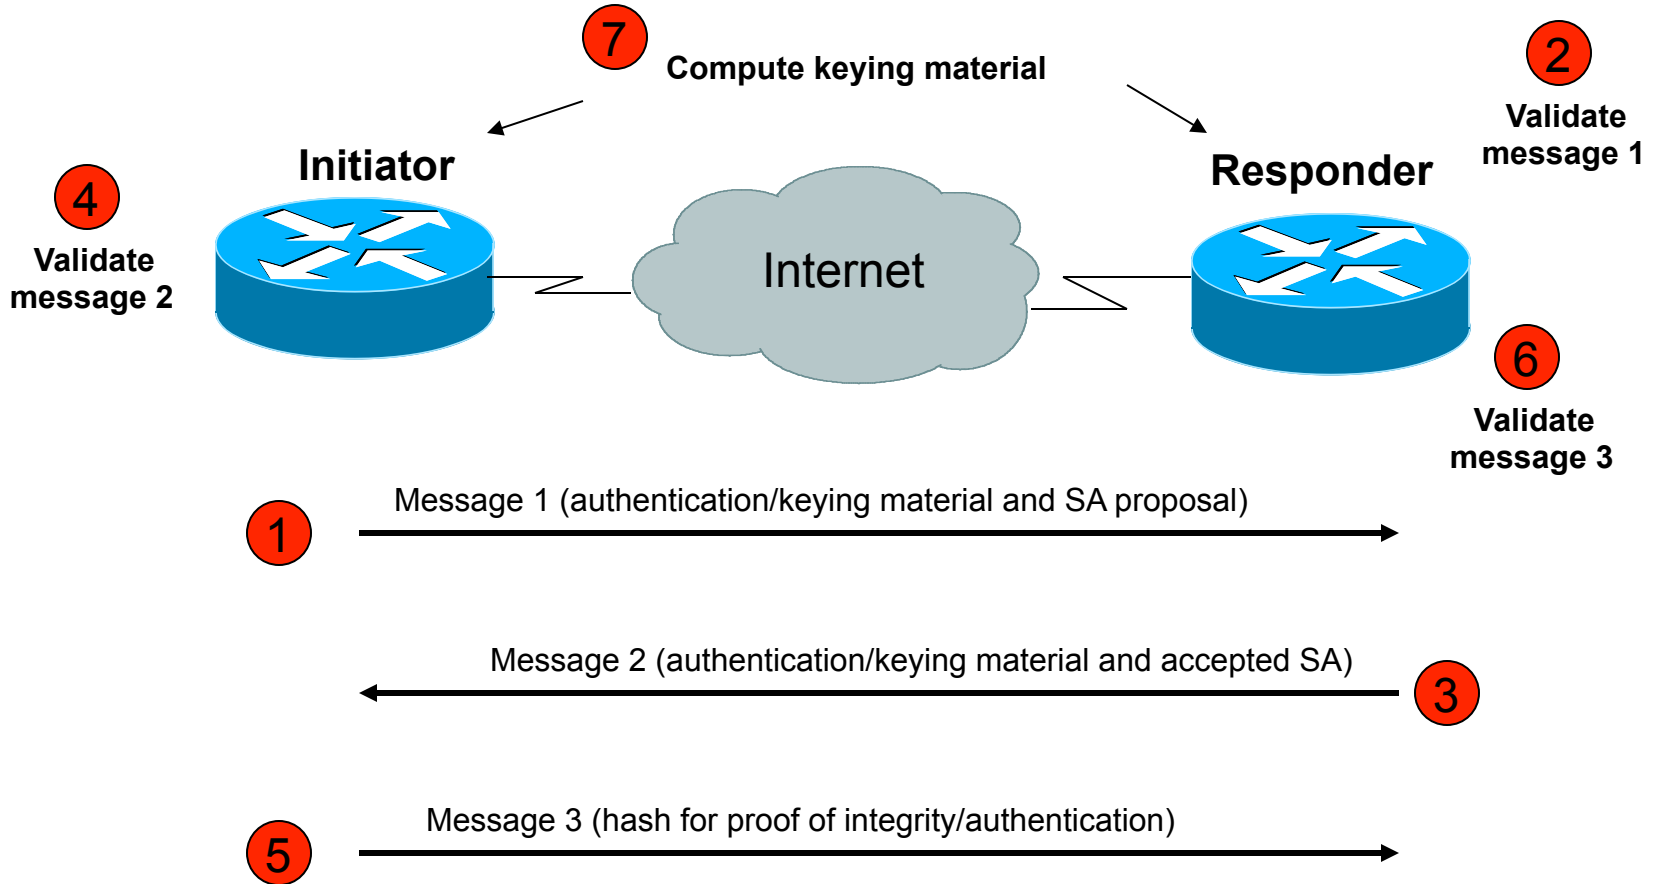 7
Compute keying material
2
Validate
message 1
Initiator
Responder
4
Validate
message 2
Internet
6
Validate
message 3
Message 1 (authentication/keying material and SA proposal)
1
Message 2 (authentication/keying material and accepted SA)
3
Message 3 (hash for proof of integrity/authentication)
5